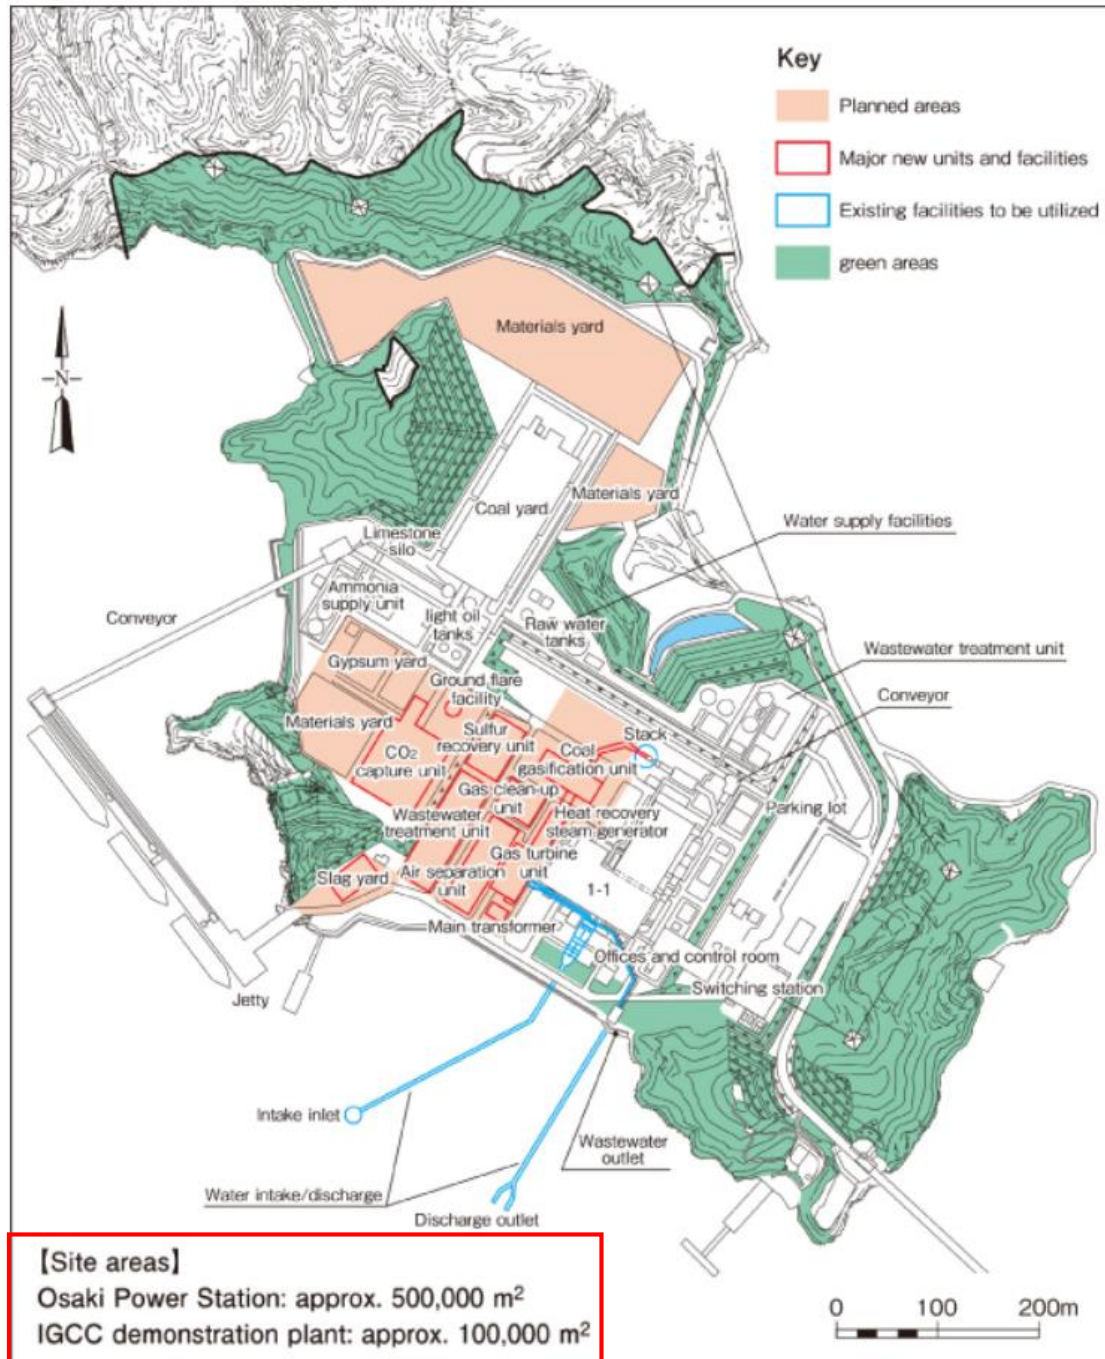 Key
Planned areas
Major new units and facilities
Existing facilities to be utilized
green areas
N
Materials yard
Materials yard
Coal yard
Water supply facilities
Limestone
silo
Ammonia
supply unit
light oil
tanks
Raw water
tanks
Conveyor
Wastewater treatment unit
Gypsum yard
Ground flare
facility
Conveyor
Materials yard
Sulfur
recovery unit
Stack
CO2
capture unit
Coal
gasification unit
Gas clean-up
unit
Parking lot
Wastewater
treatment unit
Heat recovery
steam generator
Gas turbine
unit
Slag yard
Air separation
unit
1-1
Main transformer
Offices and control room
Switching station
Jetty
Intake inlet
Wastewater
outlet
Water intake/discharge
Discharge outlet
【Site areas】
Osaki Power Station: approx. 500,000 m²
IGCC demonstration plant: approx. 100,000 m²
0 100 200m